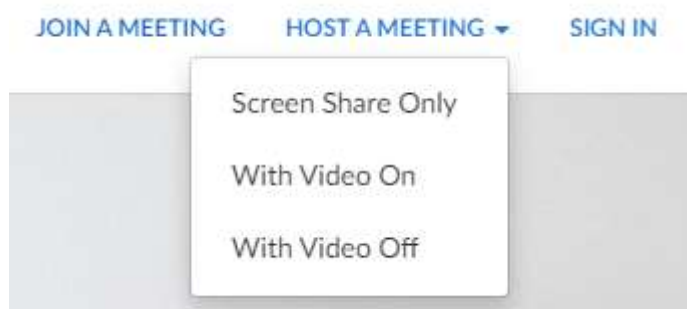 JOIN A MEETING HOST A MEETING SIGN IN
Screen Share Only
With Video On
With Video Off